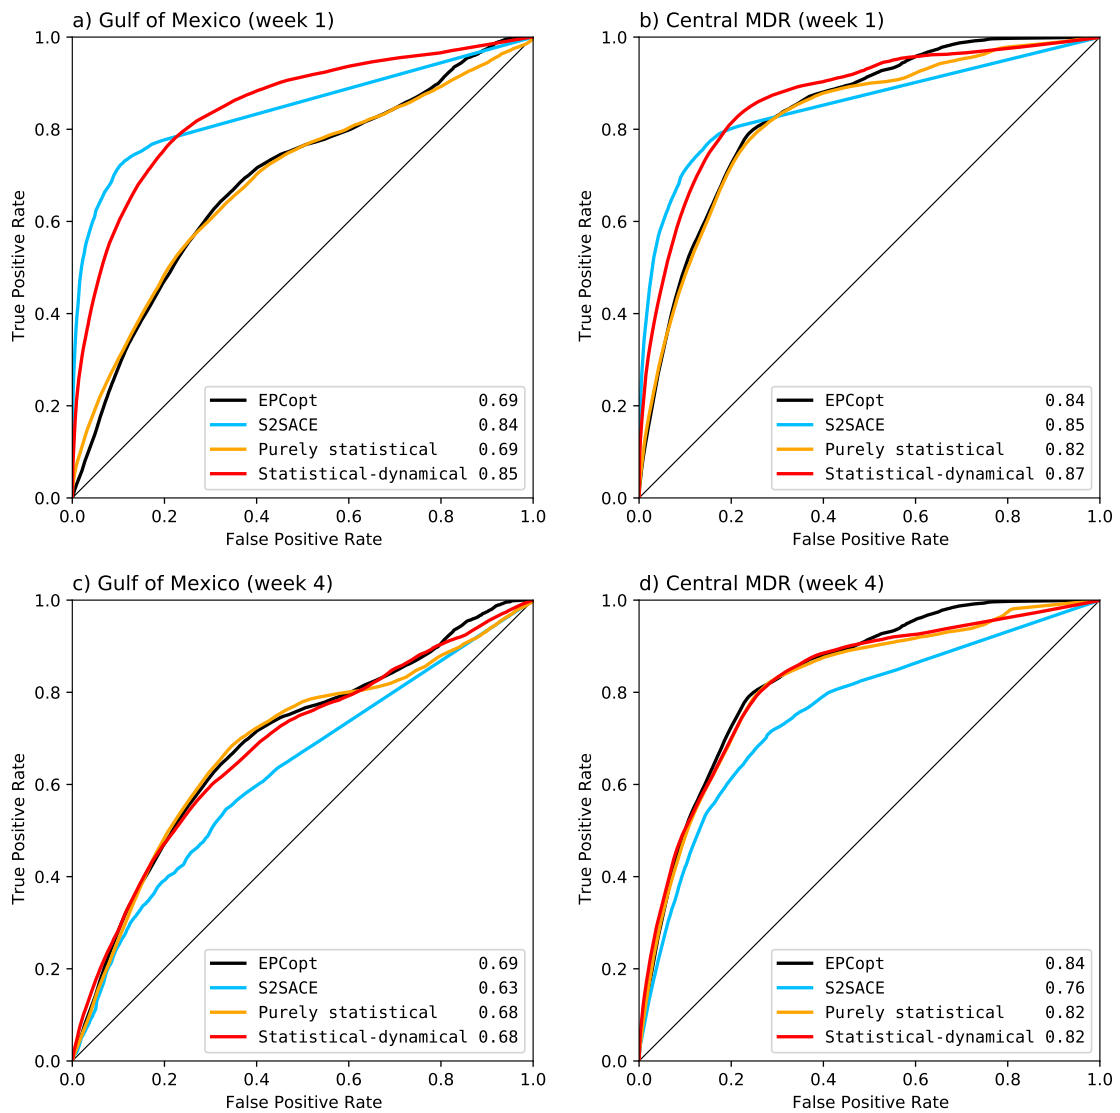 a) Gulf of Mexico (week 1)
1.0
0.8
0.6
0.4
0.2
0.0
True Positive Rate
EPCopt 0.69
S2SACE 0.84
Purely statistical 0.69
Statistical-dynamical 0.85
0.0 0.2 0.4 0.6 0.8 1.0
False Positive Rate
b) Central MDR (week 1)
1.0
0.8
0.6
0.4
0.2
0.0
True Positive Rate
EPCopt 0.84
S2SACE 0.85
Purely statistical 0.82
Statistical-dynamical 0.87
0.0 0.2 0.4 0.6 0.8 1.0
False Positive Rate
c) Gulf of Mexico (week 4)
1.0
0.8
0.6
0.4
0.2
0.0
True Positive Rate
EPCopt 0.69
S2SACE 0.63
Purely statistical 0.68
Statistical-dynamical 0.68
0.0 0.2 0.4 0.6 0.8 1.0
False Positive Rate
d) Central MDR (week 4)
1.0
0.8
0.6
0.4
0.2
0.0
True Positive Rate
EPCopt 0.84
S2SACE 0.76
Purely statistical 0.82
Statistical-dynamical 0.82
0.0 0.2 0.4 0.6 0.8 1.0
False Positive Rate